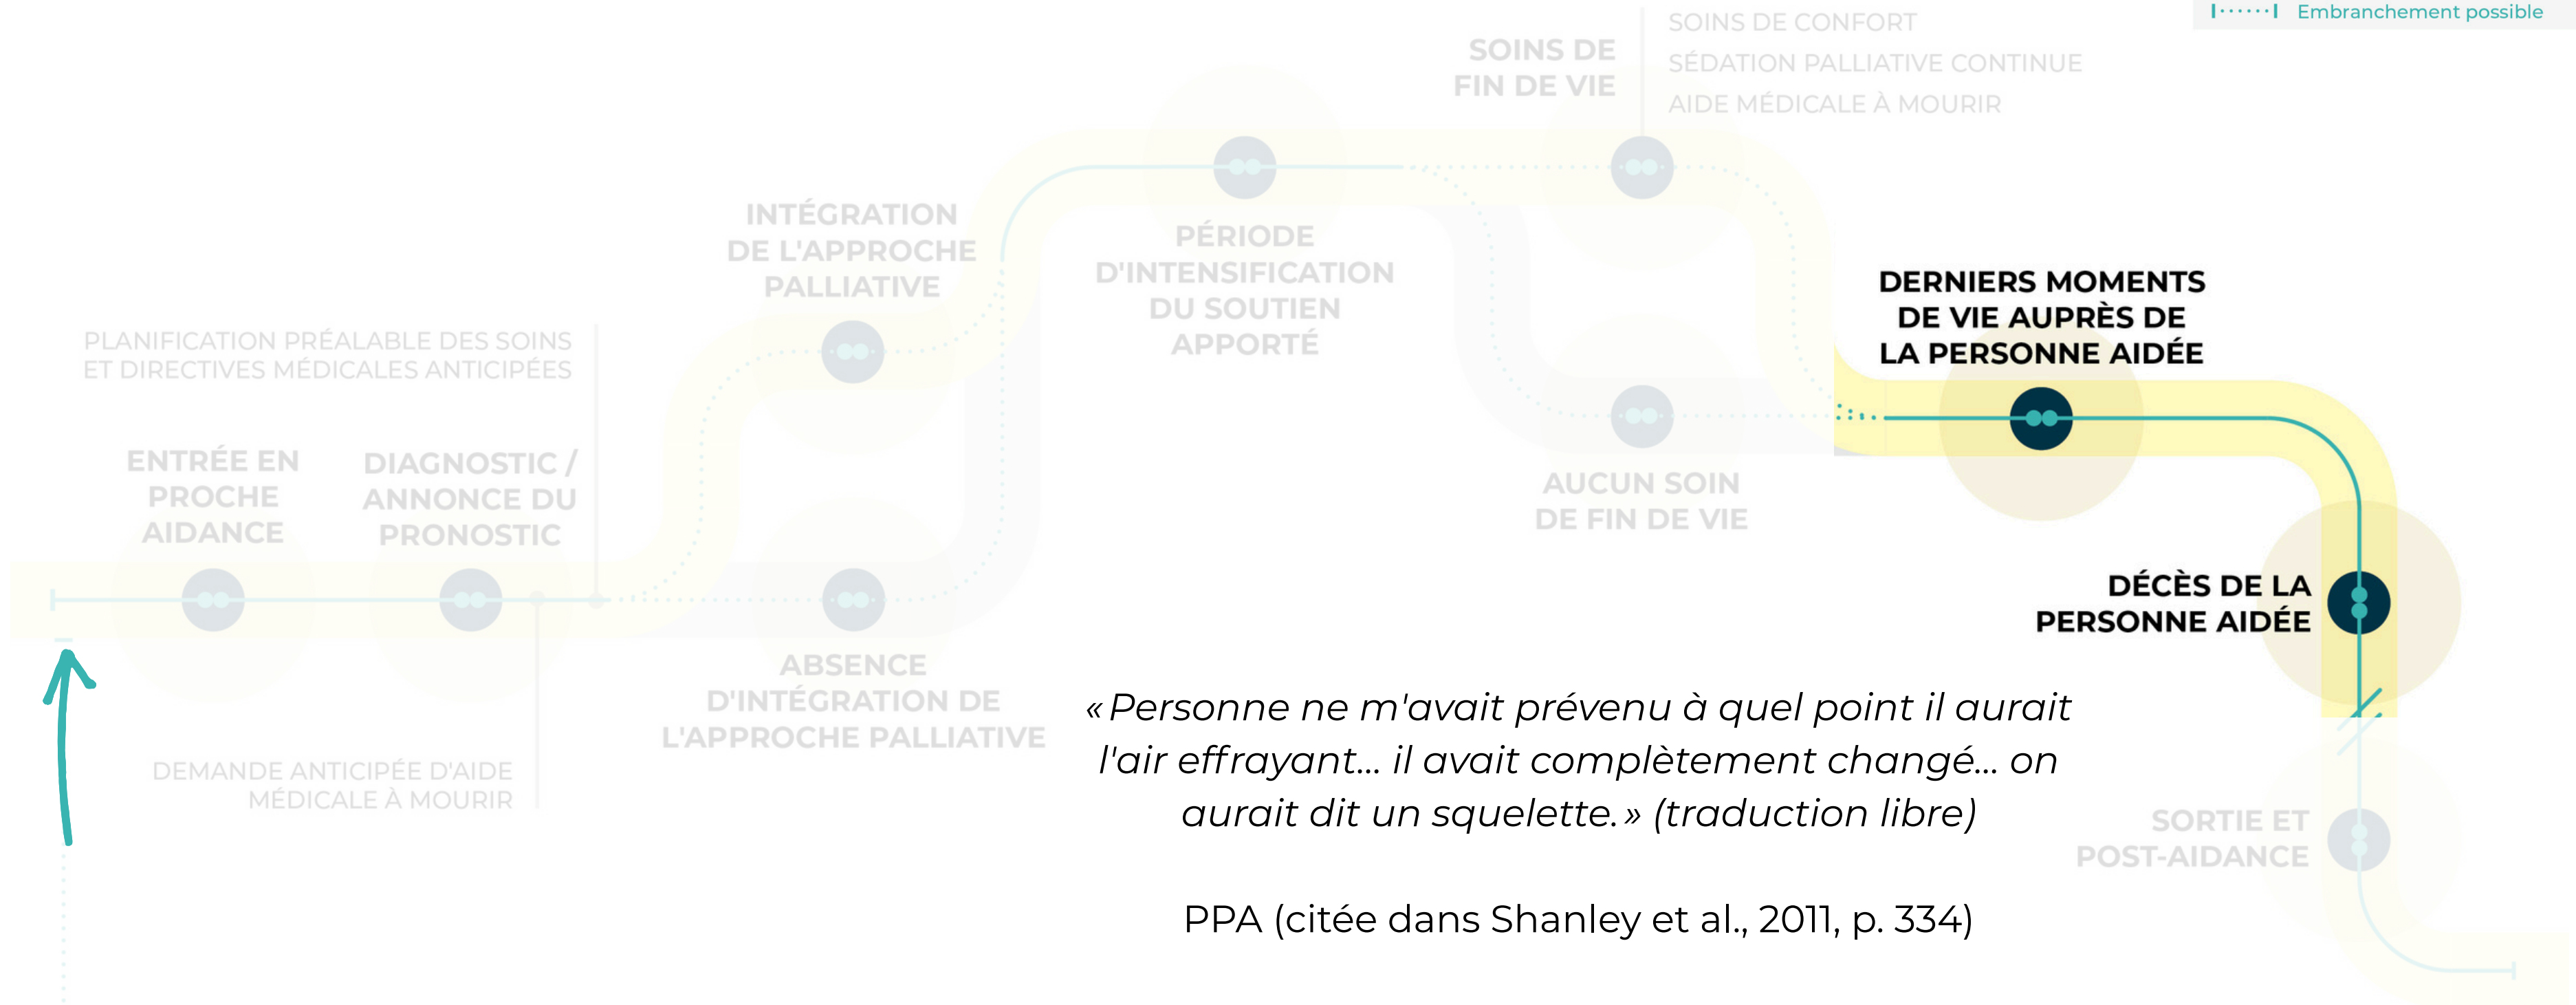 Embranchement possible
SOINS DE
FIN DE VIE
SOINS DE CONFORT
SÉDATION PALLIATIVE CONTINUE
AIDE MÉDICALE À MOURIR
INTÉGRATION
DE L'APPROCHE
PALLIATIVE
PÉRIODE
D'INTENSIFICATION
DU SOUTIEN
APPORTÉ
DERNIERS MOMENTS
DE VIE AUPRÈS DE
LA PERSONNE AIDÉE
PLANIFICATION PRÉALABLE DES SOINS
ET DIRECTIVES MÉDICALES ANTICIPÉES
ENTRÉE EN
PROCHE
AIDANCE
DIAGNOSTIC /
ANNONCE DU
PRONOSTIC
AUCUN SOIN
DE FIN DE VIE
DÉCÈS DE LA
PERSONNE AIDÉE
ABSENCE
D'INTÉGRATION DE
L'APPROCHE PALLIATIVE
DEMANDE ANTICIPÉE D'AIDE
MÉDICALE À MOURIR
« Personne ne m'avait prévenu à quel point il aurait
l'air effrayant... il avait complètement changé... on
aurait dit un squelette. » (traduction libre)
PPA (citée dans Shanley et al., 2011, p. 334)
SORTIE ET
POST-AIDANCE